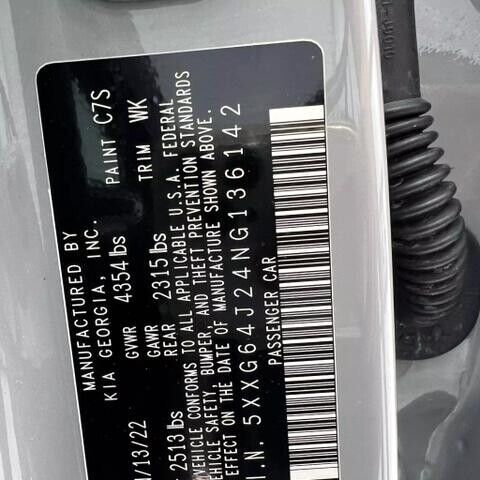 MANUFACTURED BY
KIA GEORGIA, INC.
/13/22 GVWR 4354 lbs PAINT C7S
GAWR
2513 lbs REAR 2315 lbs TRIM WK
VEHICLE CONFORMS TO ALL APPLICABLE U.S.A. FEDERAL
VEHICLE SAFETY, BUMPER, AND THEFT PREVENTION STANDARDS
EFFECT ON THE DATE OF MANUFACTURE SHOWN ABOVE.
I.N. 5XXG64J24NG136142
PASSENGER CAR